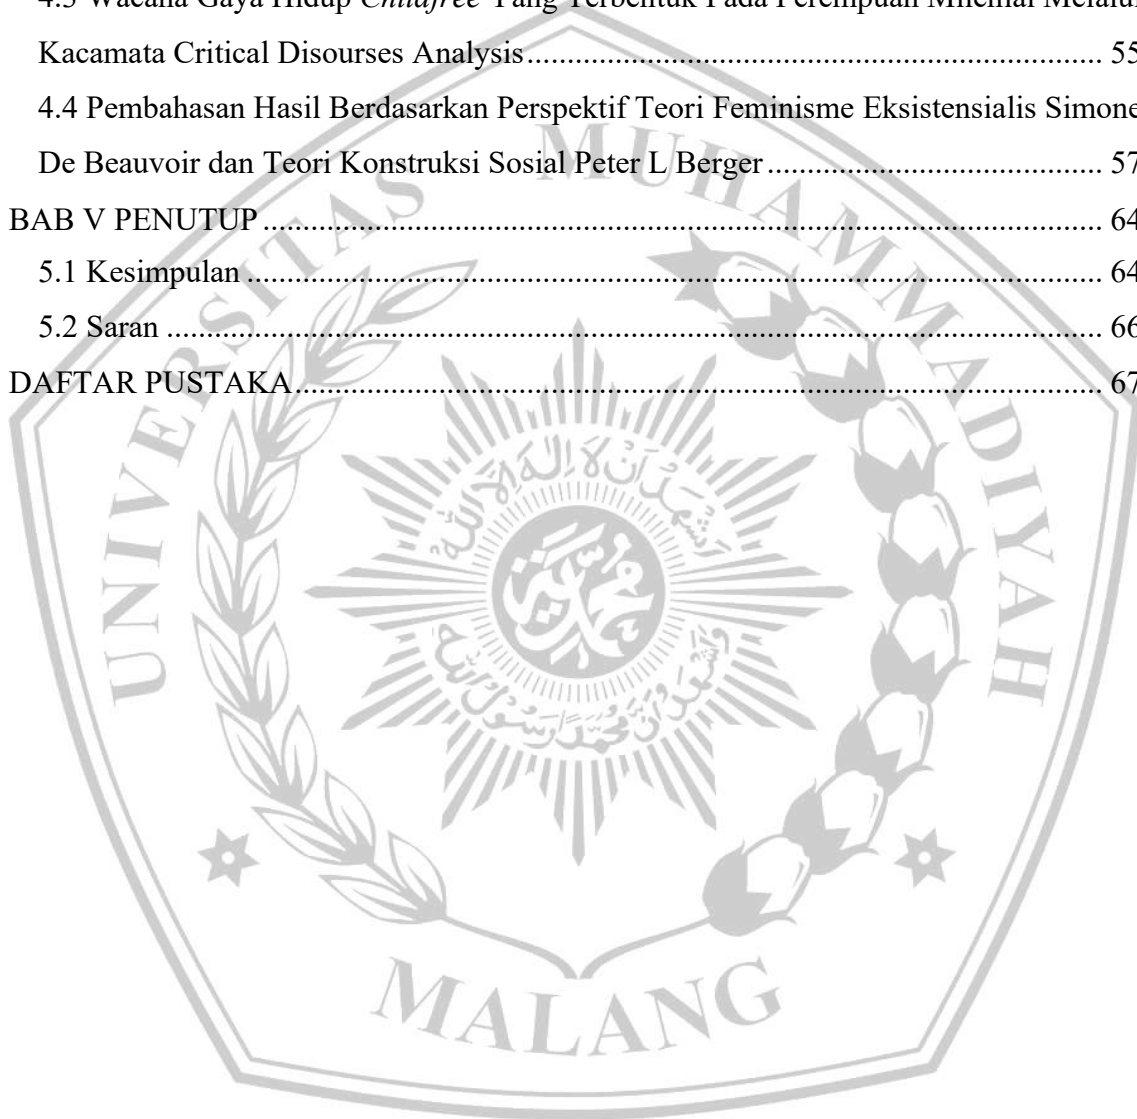 4.3 Wacana Gaya Hidup Childfree Yang Terbentuk Pada Perempuan Milenial Melalui
Kacamata Critical Disourses Analysis........................................................................ 55
4.4 Pembahasan Hasil Berdasarkan Perspektif Teori Feminisme Eksistensialis Simone
De Beauvoir dan Teori Konstruksi Sosial Peter L Berger.......................................... 57
BAB V PENUTUP......................................................................................................... 64
5.1 Kesimpulan........................................................................................................... 64
5.2 Saran..................................................................................................................... 66
DAFTAR PUSTAKA..................................................................................................... 67
UNIVERSITAS MUHAMMADIYAH
MALANG